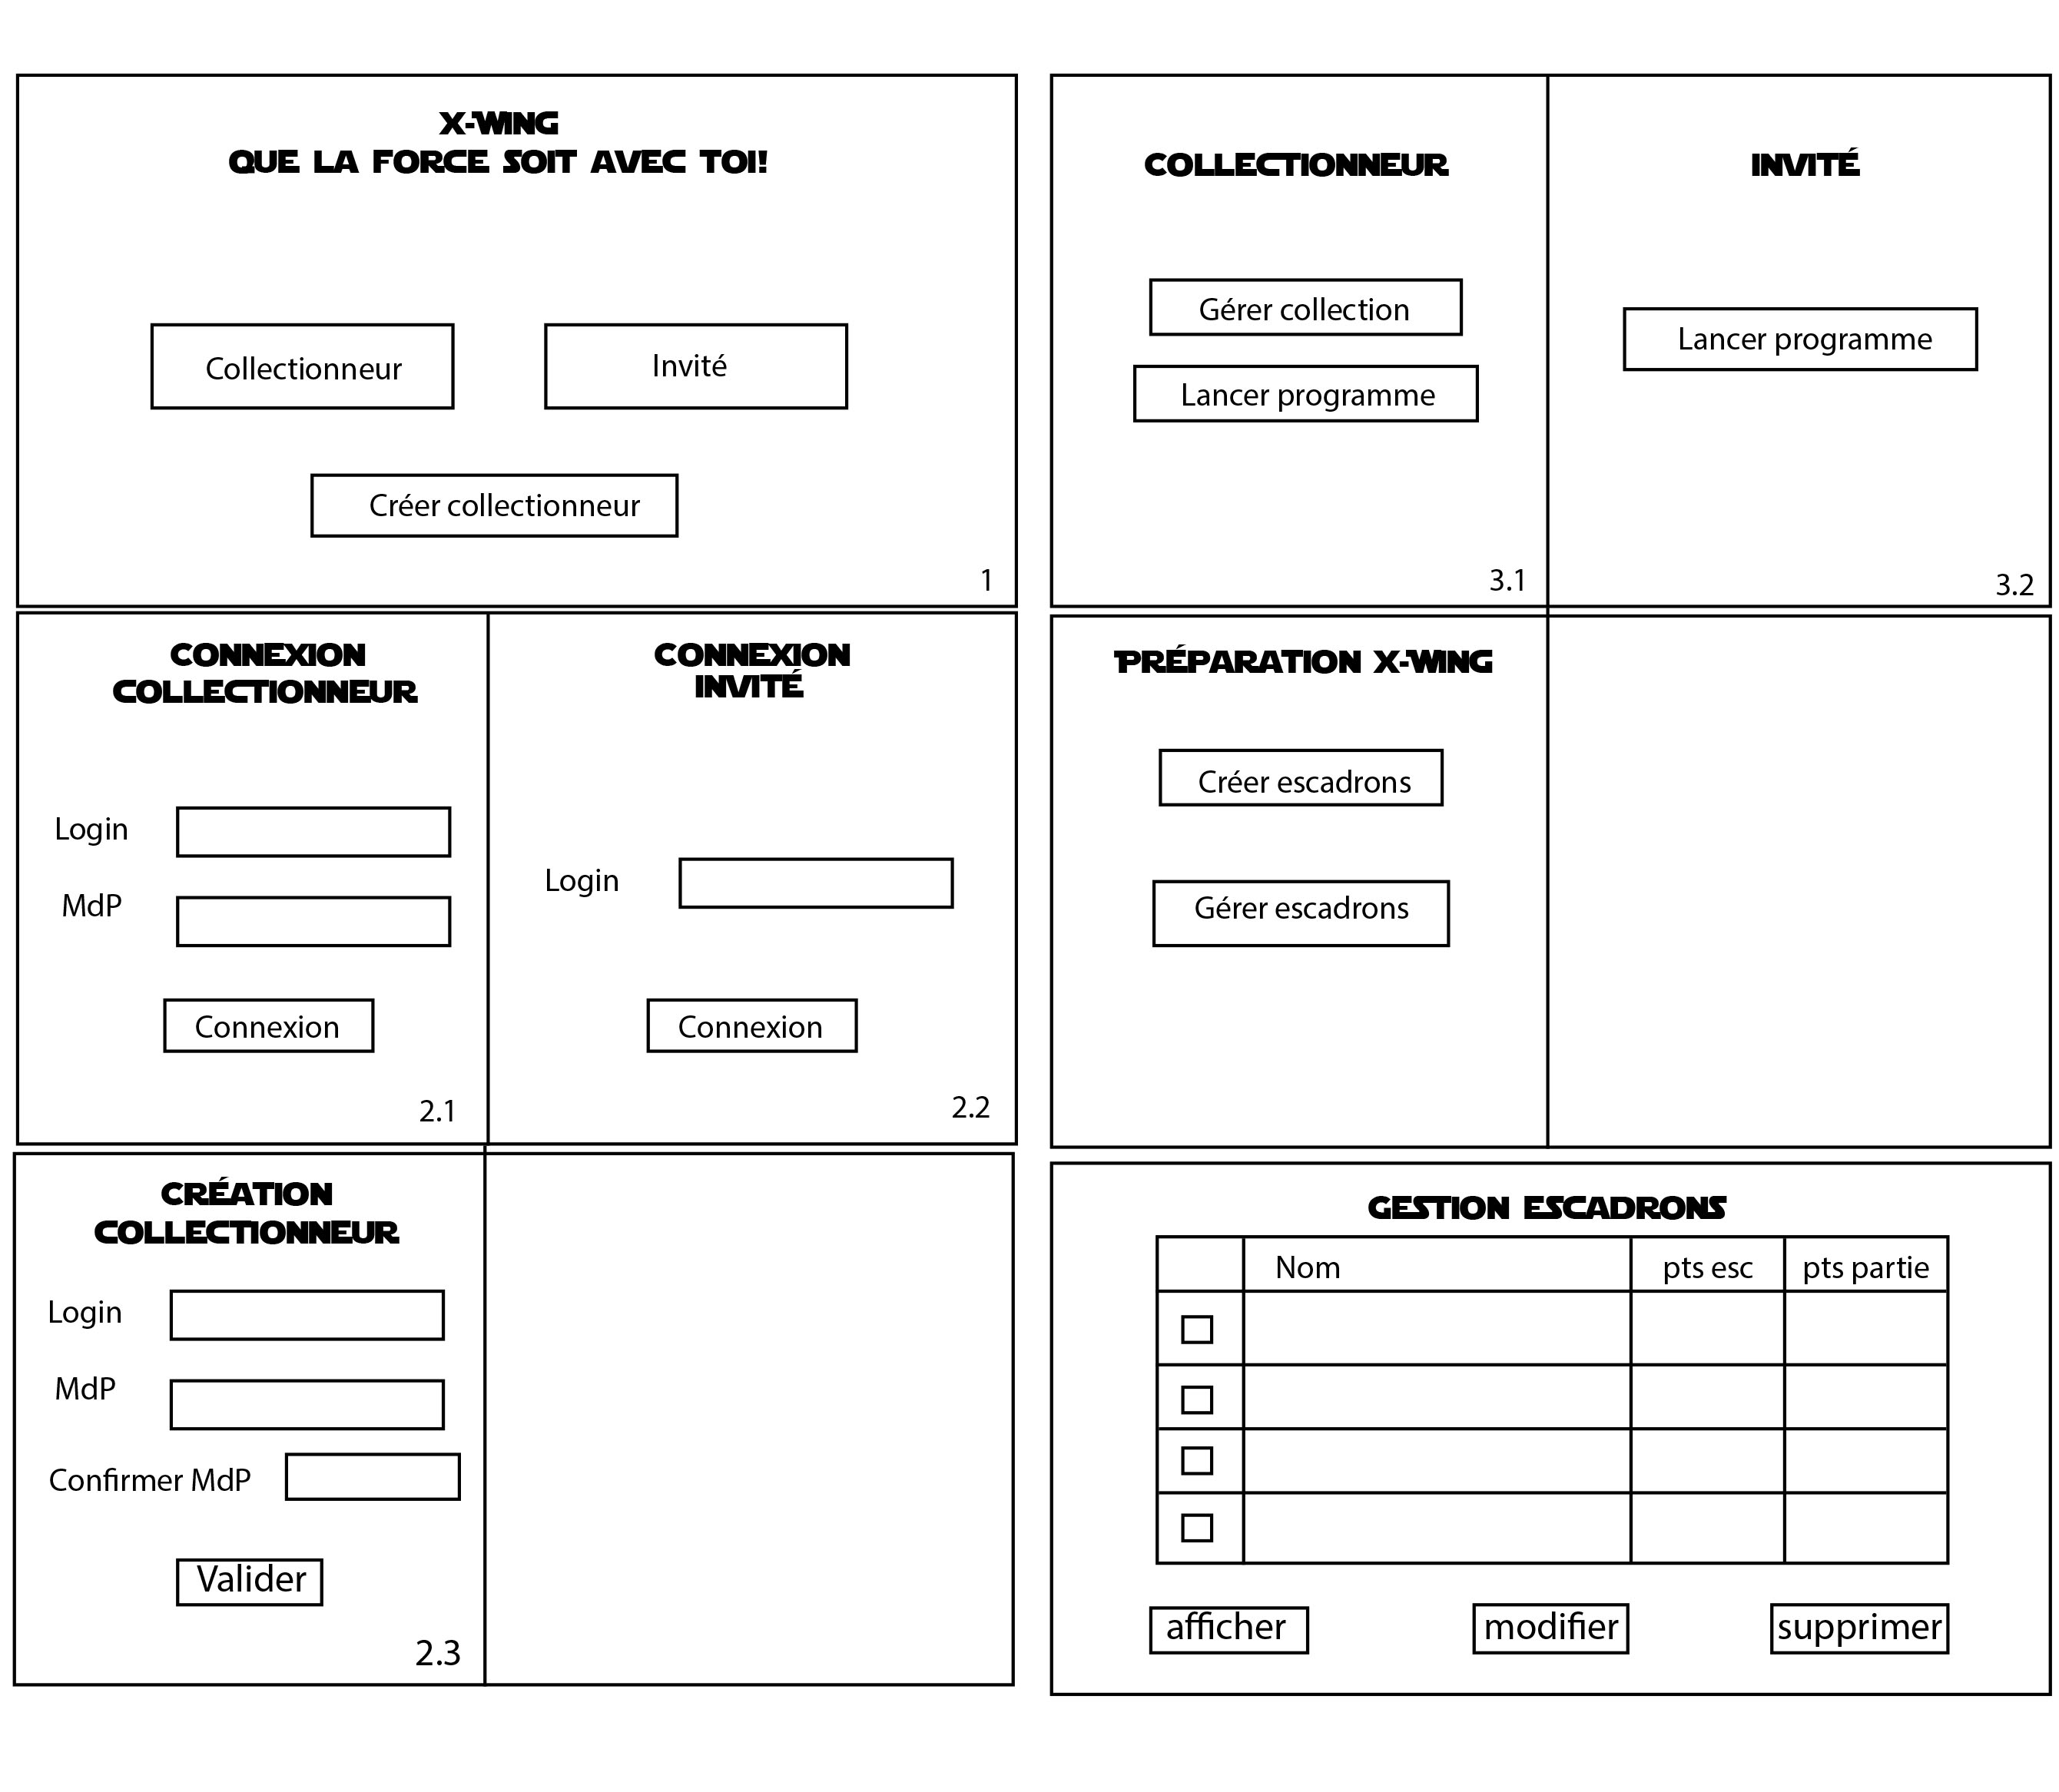 X-WING
QUE LA FORCE SOIT AVEC TOI!
Collectionneur
Invité
Créer collectionneur
1
CONNEXION
COLLECTIONNEUR
Login
MdP
Connexion
2.1
CONNEXION
INVITÉ
Login
Connexion
2.2
CRÉATION
COLLECTIONNEUR
Login
MdP
Confirmer MdP
Valider
2.3
COLLECTIONNEUR
Gérer collection
Lancer programme
3.1
INVITÉ
Lancer programme
3.2
PRÉPARATION X-WING
Créer escadrons
Gérer escadrons
GESTION ESCADRONS
Nom pts esc pts partie
afficher modifier supprimer